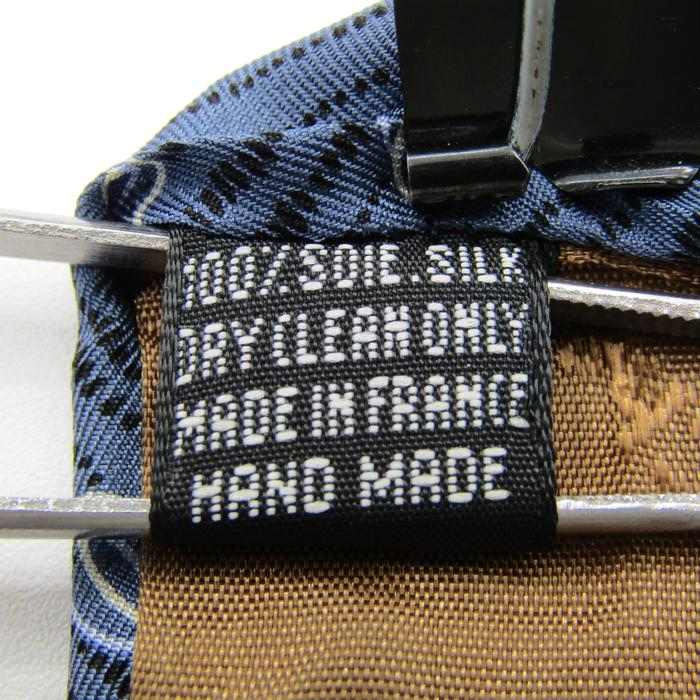 100%SOIE.SILK
DRY CLEAN ONLY
MADE IN FRANCE
HAND MADE